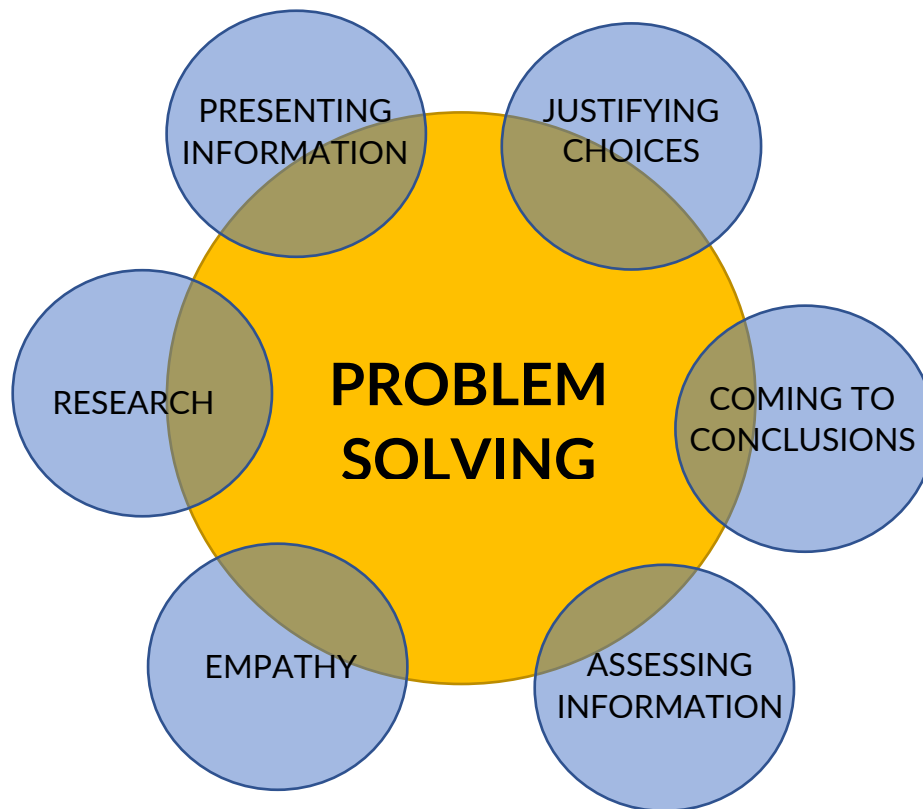 PRESENTING
INFORMATION
JUSTIFYING
CHOICES
RESEARCH
PROBLEM
SOLVING
COMING TO
CONCLUSIONS
EMPATHY
ASSESSING
INFORMATION